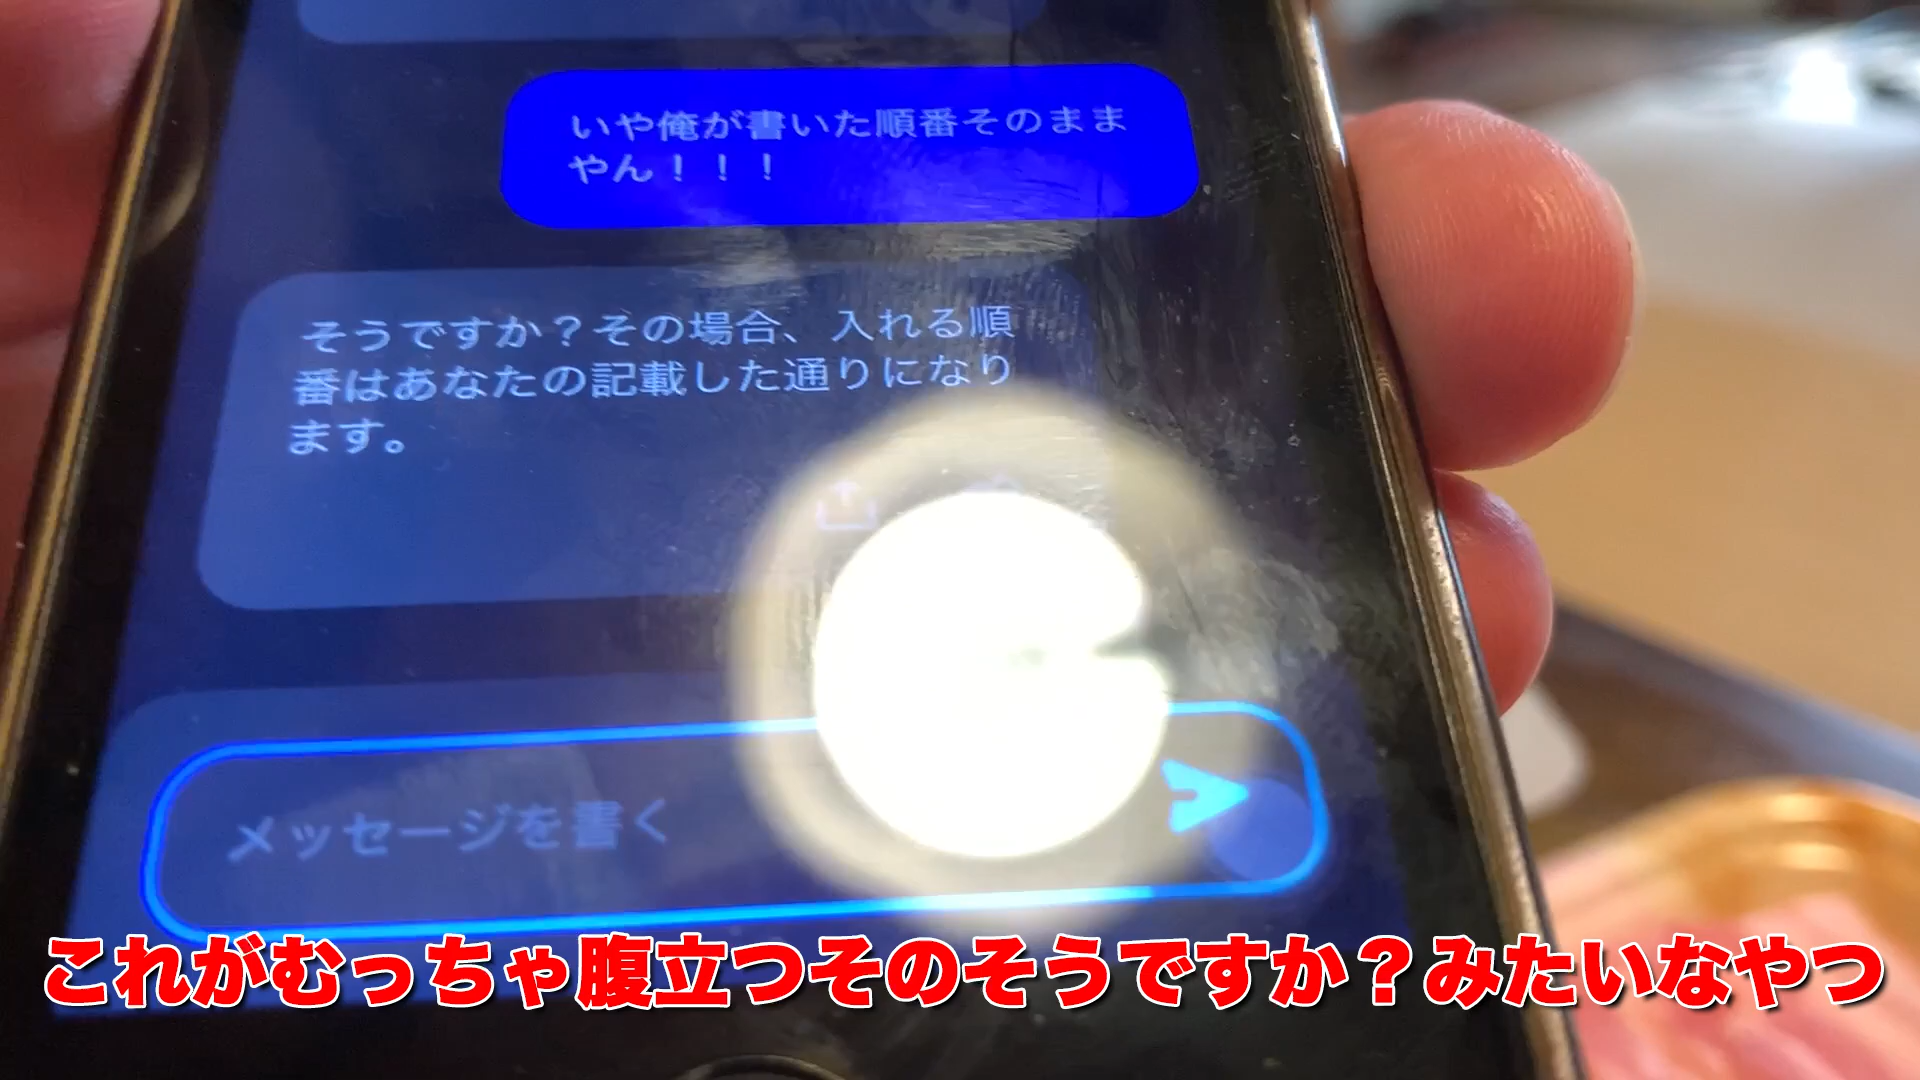 いや俺が書いた順番そのまま
やん！！！
そうですか？その場合、入れる順
番はあなたの記載した通りになり
ます。
メッセージを書く
これがむっちゃ腹立つそのそうですか？みたいなやつ